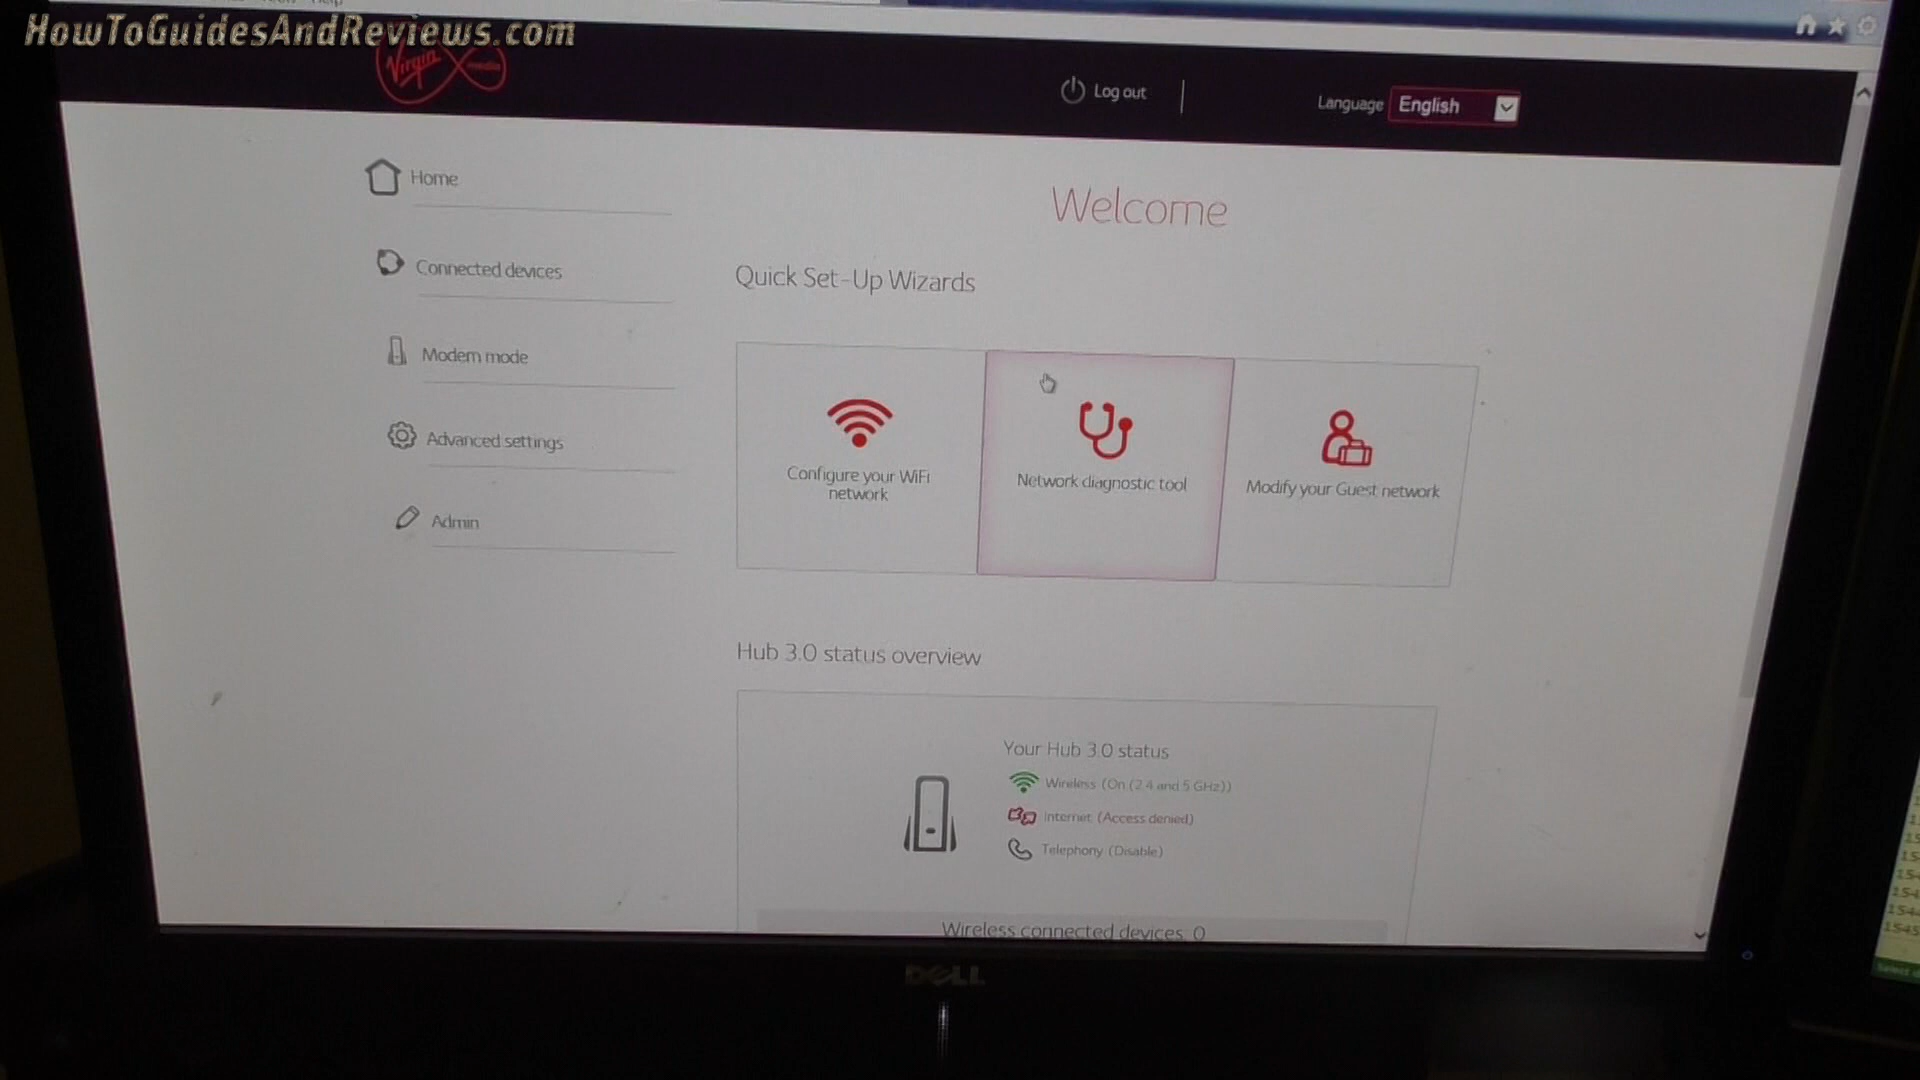 HowToGuidesAndReviews.com
Virgin media
Log out
Language English
Home
Connected devices
Modem mode
Advanced settings
Admin
Welcome
Quick Set-Up Wizards
Configure your WiFi
network
Network diagnostic tool
Modify your Guest network
Hub 3.0 status overview
Your Hub 3.0 status
Wireless (On (2.4 and 5 GHz))
Internet (Access denied)
Telephony (Disable)
Wireless connected devices 0
DELL